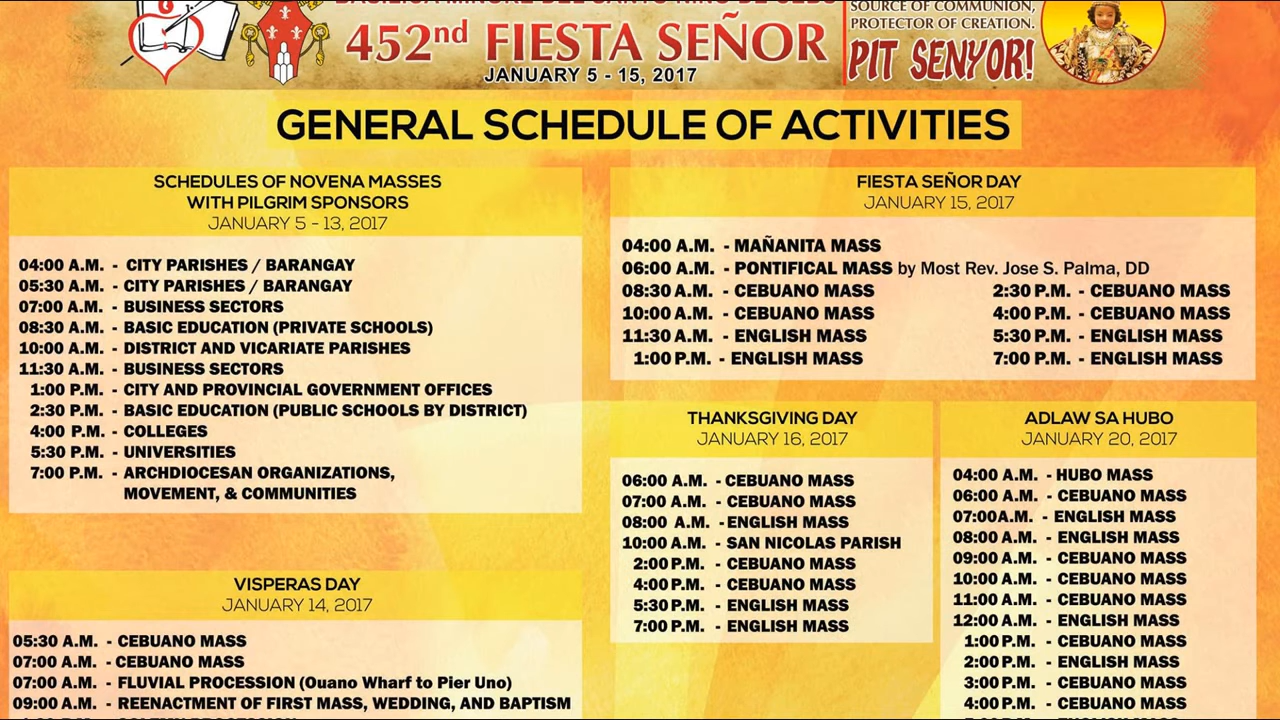 BASILICA MINORE DEL SANTO NIÑO DE CEBU
452nd FIESTA SEÑOR
JANUARY 5 - 15, 2017
SOURCE OF COMMUNION,
PROTECTOR OF CREATION.
PIT SENYOR!
GENERAL SCHEDULE OF ACTIVITIES
SCHEDULES OF NOVENA MASSES
WITH PILGRIM SPONSORS
JANUARY 5 - 13, 2017
04:00 A.M. - CITY PARISHES / BARANGAY
05:30 A.M. - CITY PARISHES / BARANGAY
07:00 A.M. - BUSINESS SECTORS
08:30 A.M. - BASIC EDUCATION (PRIVATE SCHOOLS)
10:00 A.M. - DISTRICT AND VICARIATE PARISHES
11:30 A.M. - BUSINESS SECTORS
1:00 P.M. - CITY AND PROVINCIAL GOVERNMENT OFFICES
2:30 P.M. - BASIC EDUCATION (PUBLIC SCHOOLS BY DISTRICT)
4:00 P.M. - COLLEGES
5:30 P.M. - UNIVERSITIES
7:00 P.M. - ARCHDIOCESAN ORGANIZATIONS,
MOVEMENT, & COMMUNITIES
VISPERAS DAY
JANUARY 14, 2017
05:30 A.M. - CEBUANO MASS
07:00 A.M. - CEBUANO MASS
07:00 A.M. - FLUVIAL PROCESSION (Ouano Wharf to Pier Uno)
09:00 A.M. - REENACTMENT OF FIRST MASS, WEDDING, AND BAPTISM
FIESTA SEÑOR DAY
JANUARY 15, 2017
04:00 A.M. - MAÑANITA MASS
06:00 A.M. - PONTIFICAL MASS by Most Rev. Jose S. Palma, DD
08:30 A.M. - CEBUANO MASS
10:00 A.M. - CEBUANO MASS
11:30 A.M. - ENGLISH MASS
1:00 P.M. - ENGLISH MASS
2:30 P.M. - CEBUANO MASS
4:00 P.M. - CEBUANO MASS
5:30 P.M. - ENGLISH MASS
7:00 P.M. - ENGLISH MASS
THANKSGIVING DAY
JANUARY 16, 2017
06:00 A.M. - CEBUANO MASS
07:00 A.M. - CEBUANO MASS
08:00 A.M. - ENGLISH MASS
10:00 A.M. - SAN NICOLAS PARISH
2:00 P.M. - CEBUANO MASS
4:00 P.M. - CEBUANO MASS
5:30 P.M. - ENGLISH MASS
7:00 P.M. - ENGLISH MASS
ADLAW SA HUBO
JANUARY 20, 2017
04:00 A.M. - HUBO MASS
06:00 A.M. - CEBUANO MASS
07:00A.M. - ENGLISH MASS
08:00 A.M. - ENGLISH MASS
09:00 A.M. - CEBUANO MASS
10:00 A.M. - CEBUANO MASS
11:00 A.M. - CEBUANO MASS
12:00 A.M. - ENGLISH MASS
1:00 P.M. - CEBUANO MASS
2:00 P.M. - ENGLISH MASS
3:00 P.M. - CEBUANO MASS
4:00 P.M. - CEBUANO MASS